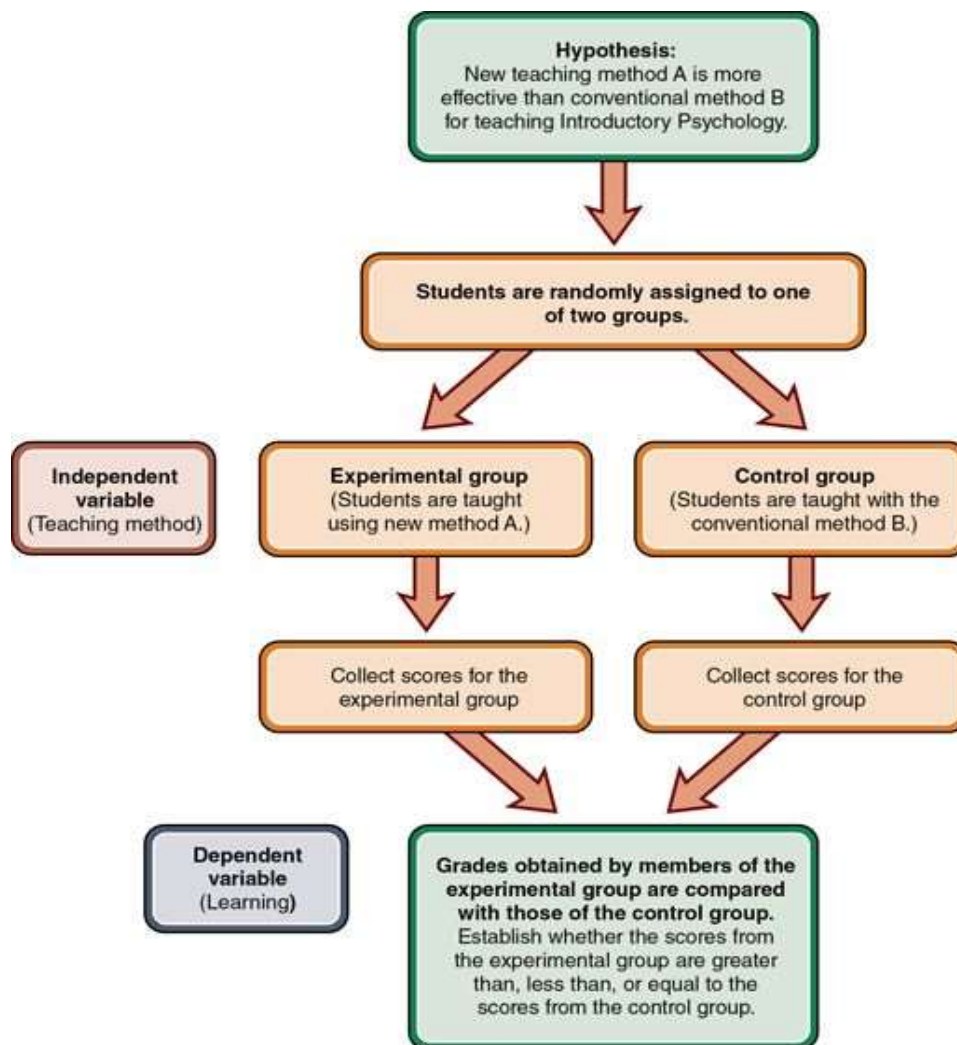 Hypothesis:
New teaching method A is more
effective than conventional method B
for teaching Introductory Psychology.
Students are randomly assigned to one
of two groups.
Independent
variable
(Teaching method)
Experimental group
(Students are taught
using new method A.)
Control group
(Students are taught with the
conventional method B.)
Collect scores for the
experimental group
Collect scores for the
control group
Dependent
variable
(Learning)
Grades obtained by members of the
experimental group are compared
with those of the control group.
Establish whether the scores from
the experimental group are greater
than, less than, or equal to the
scores from the control group.